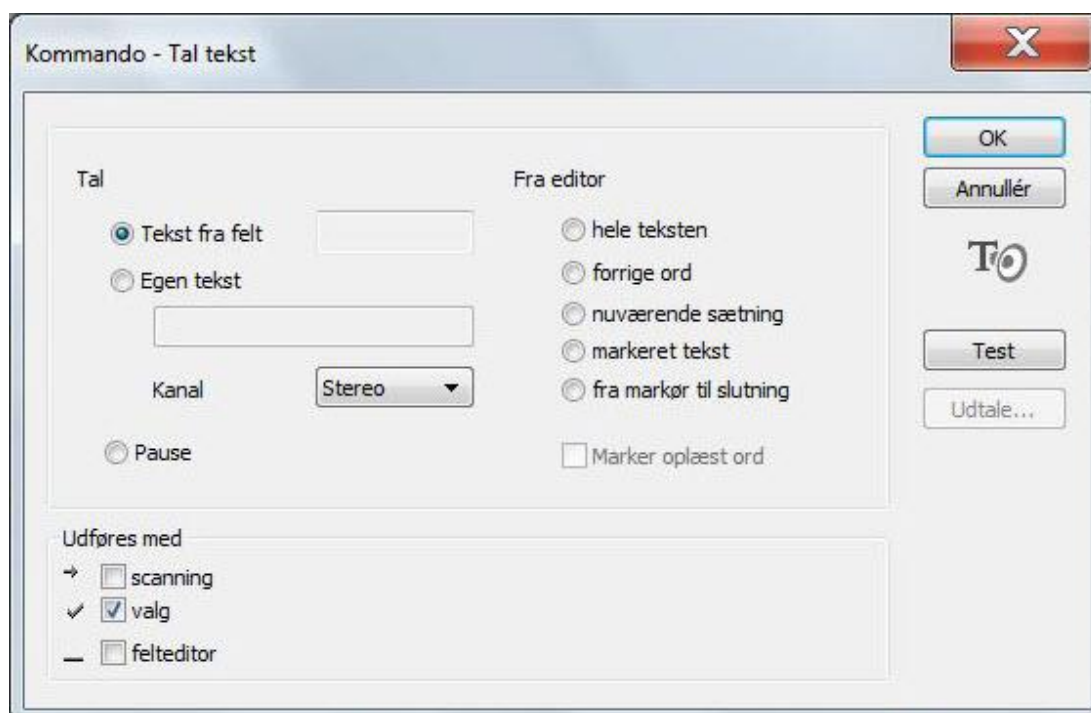 Kommando - Tal tekst
OK
Annullér
Tal
Fra editor
Tekst fra felt
hele teksten
Egen tekst
forrige ord
nuværende sætning
markeret tekst
Test
Kanal
Stereo
fra markør til slutning
Udtale...
Pause
Marker oplæst ord
Udføres med
scanning
valg
felteditor